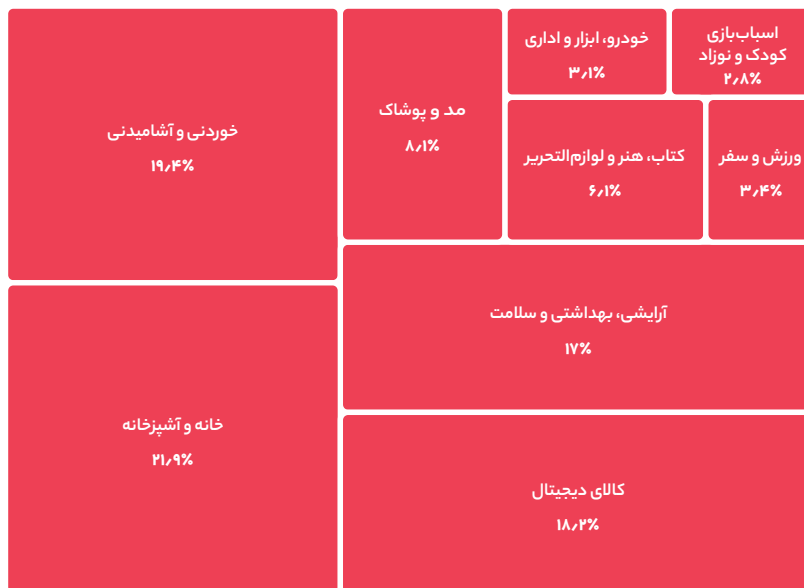 اسباب‌بازی
کودک و نوزاد
۲٫۸٪
خودرو، ابزار و اداری
۳٫۱٪
مد و پوشاک
۸٫۱٪
خوردنی و آشامیدنی
۱۹٫۴٪
ورزش و سفر
۳٫۴٪
کتاب، هنر و لوازم‌التحریر
۶٫۱٪
آرایشی، بهداشتی و سلامت
۱۷٪
خانه و آشپزخانه
۲۱٫۹٪
کالای دیجیتال
۱۸٫۲٪